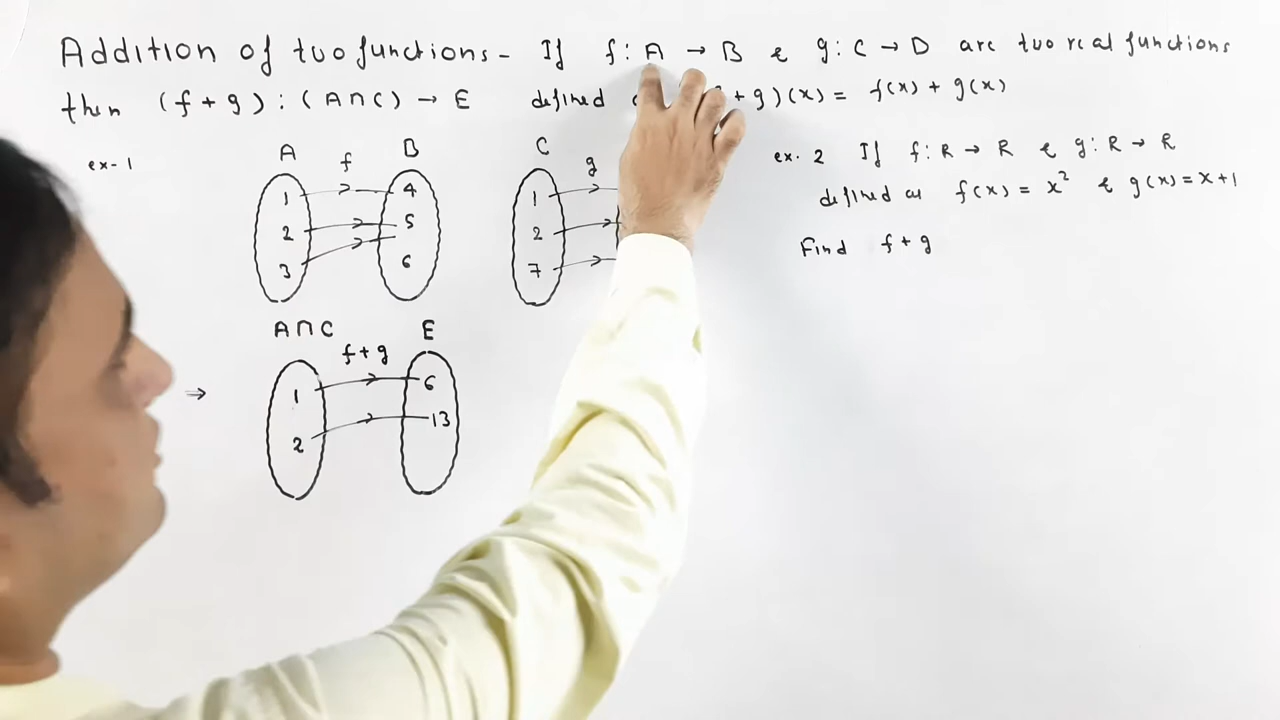 Addition of two functions - If f : A → B & g : C → D are two real functions
then (f + g) : (A ∩ C) → E defined + g)(x) = f(x) + g(x)
ex-1
A f B
1 4
2 5
3 6
C g
1
2
7
ex. 2 If f : R → R & g : R → R
defined as f(x) = x² & g(x) = x+1
Find f + g
A ∩ C E
f + g
⇒
1 6
2 13